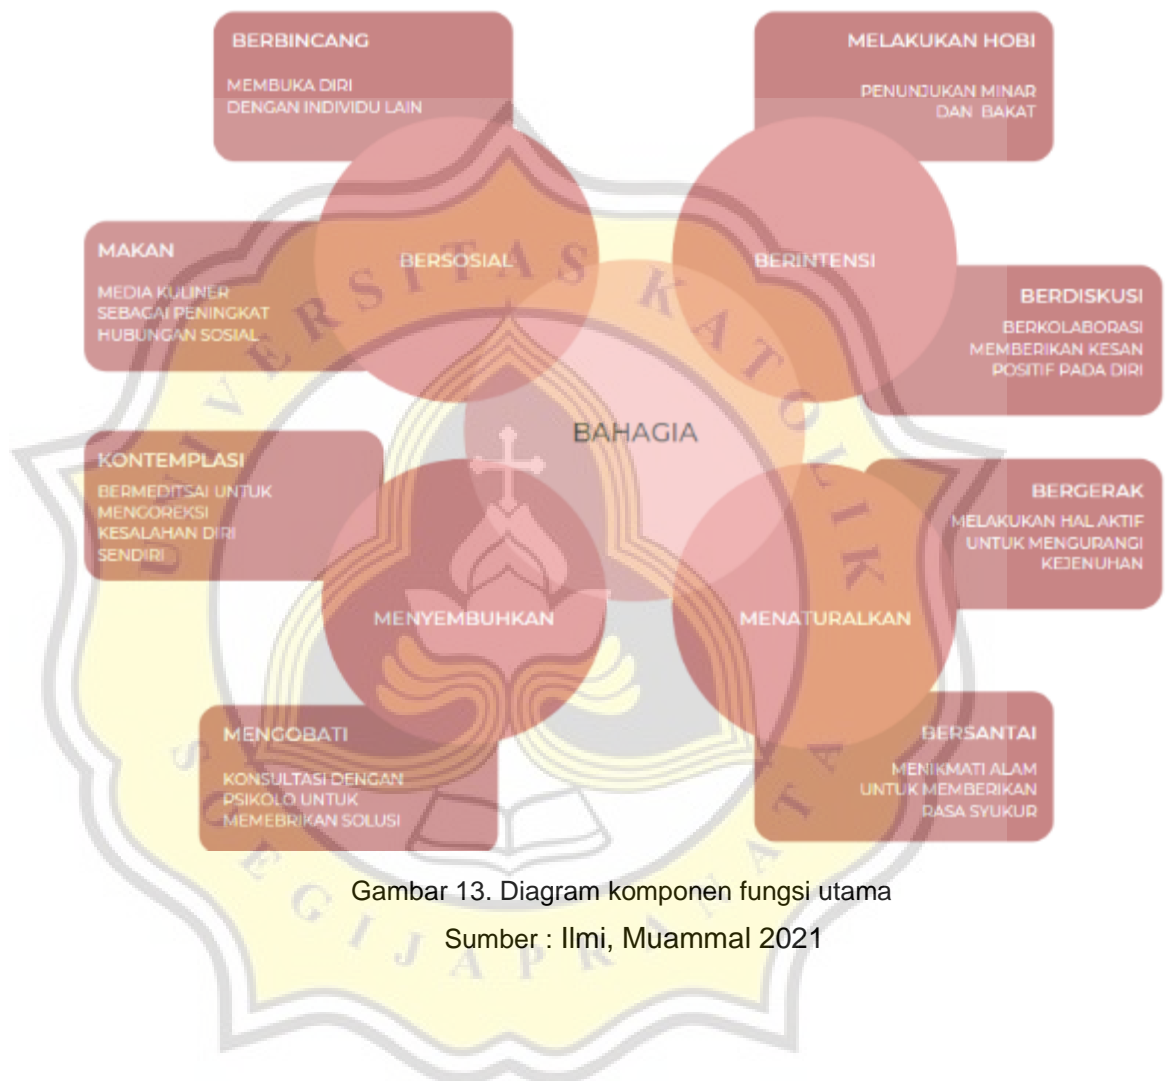 BERBINCANG
MEMBUKA DIRI
DENGAN INDIVIDU LAIN
MELAKUKAN HOBI
PENUNJUKAN MINAR
DAN BAKAT
MAKAN
MEDIA KULINER
SEBAGAI PENINGKAT
HUBUNGAN SOSIAL
BERSOSIAL
BERINTENSI
BERDISKUSI
BERKOLABORASI
MEMBERIKAN KESAN
POSITIF PADA DIRI
BAHAGIA
KONTEMPLASI
BERMEDITSAI UNTUK
MENGOREKSI
KESALAHAN DIRI
SENDIRI
BERGERAK
MELAKUKAN HAL AKTIF
UNTUK MENGURANGI
KEJENUHAN
MENYEMBUHKAN
MENATURALKAN
MENGOBATI
KONSULTASI DENGAN
PSIKOLO UNTUK
MEMEBRIKAN SOLUSI
BERSANTAI
MENIKMATI ALAM
UNTUK MEMBERIKAN
RASA SYUKUR
UNIVERSITAS KATOLIK
SOEGIJAPRANATA
Gambar 13. Diagram komponen fungsi utama
Sumber : Ilmi, Muammal 2021